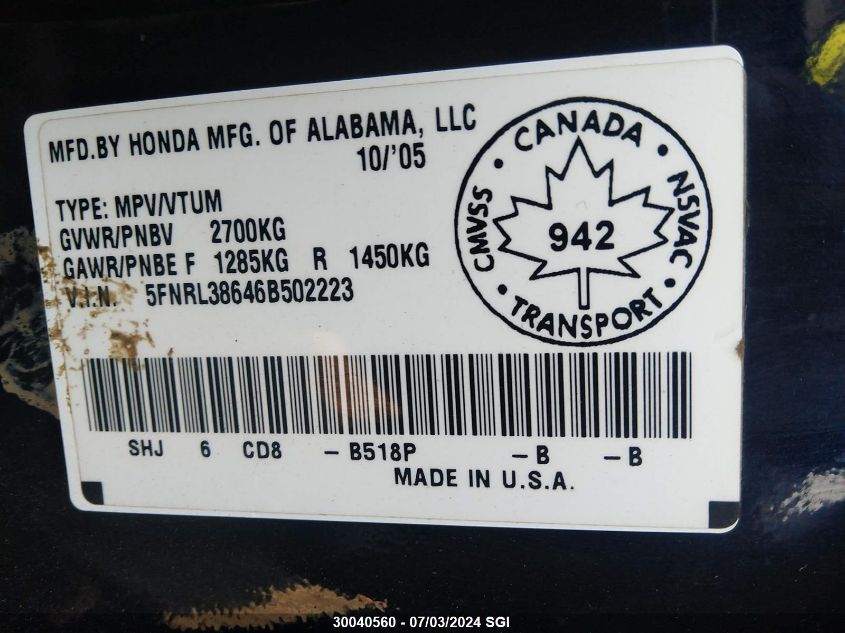 MFD.BY HONDA MFG. OF ALABAMA, LLC
10/'05
TYPE: MPV/VTUM
GVWR/PNBV 2700KG
GAWR/PNBE F 1285KG R 1450KG
V.I.N. 5FNRL38646B502223
CANADA
CMVSS
942
NSVAC
TRANSPORT
SHJ 6 CD8 - B518P - B - B
MADE IN U.S.A.
30040560 - 07/03/2024 SGI